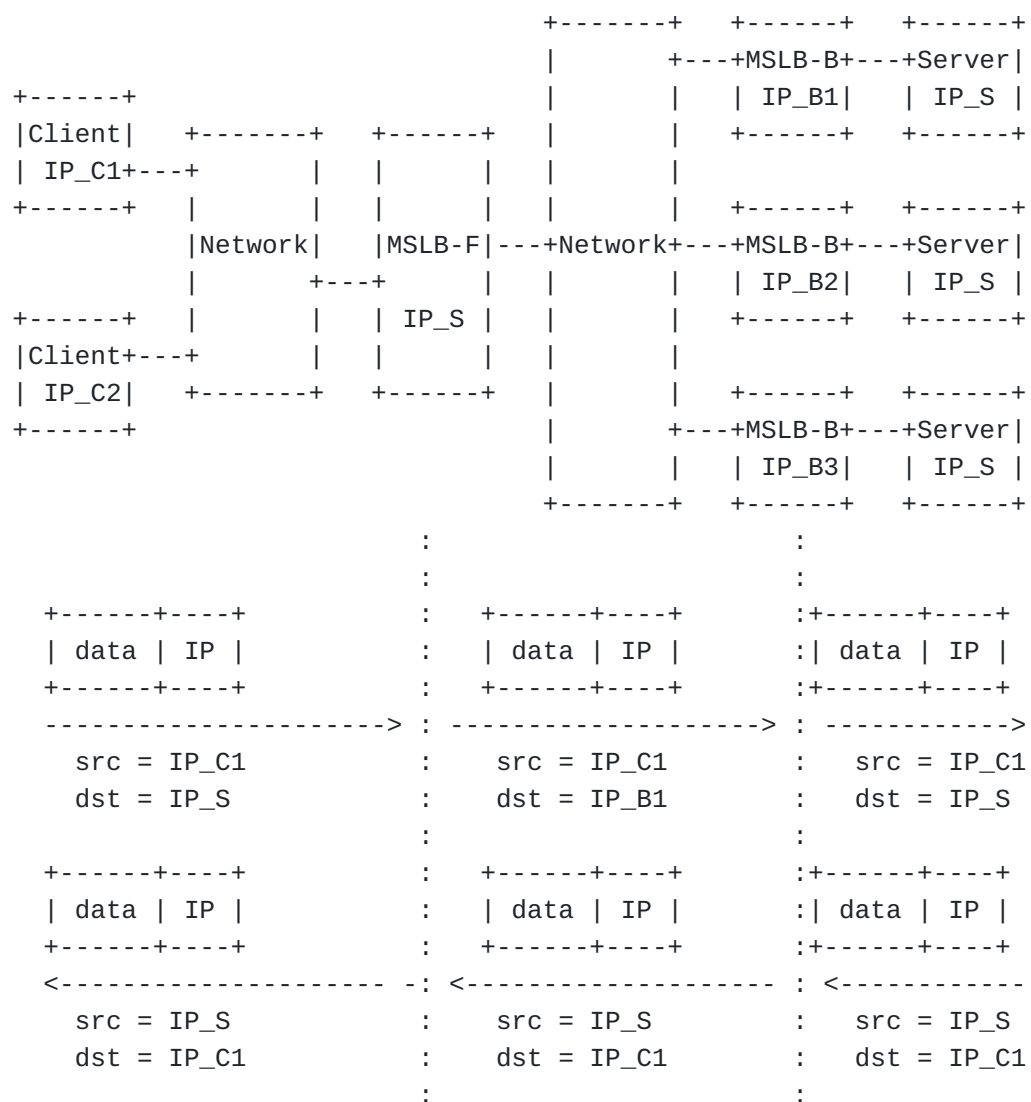 +-------+   +------+   +------+
                                   |       +---+MSLB-B+---+Server|
+------+                           |       |   | IP_B1|   | IP_S |
|Client|   +-------+   +------+    |       |   +------+   +------+
| IP_C1+---+       |   |      |    |       |
+------+   |       |   |      |    |       |   +------+   +------+
           |Network|   |MSLB-F|---+Network+---+MSLB-B+---+Server|
           |       +---+      |    |       |   | IP_B2|   | IP_S |
+------+   |       |   | IP_S |    |       |   +------+   +------+
|Client+---+       |   |      |    |       |
| IP_C2|   +-------+   +------+    |       |   +------+   +------+
+------+                           |       +---+MSLB-B+---+Server|
                                   |       |   | IP_B3|   | IP_S |
                                   +-------+   +------+   +------+
                           :                       :
                           :                       :
  +------+----+            :   +------+----+       :+------+----+
  | data | IP |            :   | data | IP |       :| data | IP |
  +------+----+            :   +------+----+       :+------+----+
  ----------------------> : --------------------> : ------------>
    src = IP_C1            :    src = IP_C1        :   src = IP_C1
    dst = IP_S             :    dst = IP_B1        :   dst = IP_S
                           :                       :
  +------+----+            :   +------+----+       :+------+----+
  | data | IP |            :   | data | IP |       :| data | IP |
  +------+----+            :   +------+----+       :+------+----+
  <--------------------- -: <-------------------- : <------------
    src = IP_S             :    src = IP_S         :   src = IP_S
    dst = IP_C1            :    dst = IP_C1        :   dst = IP_C1
                           :                       :